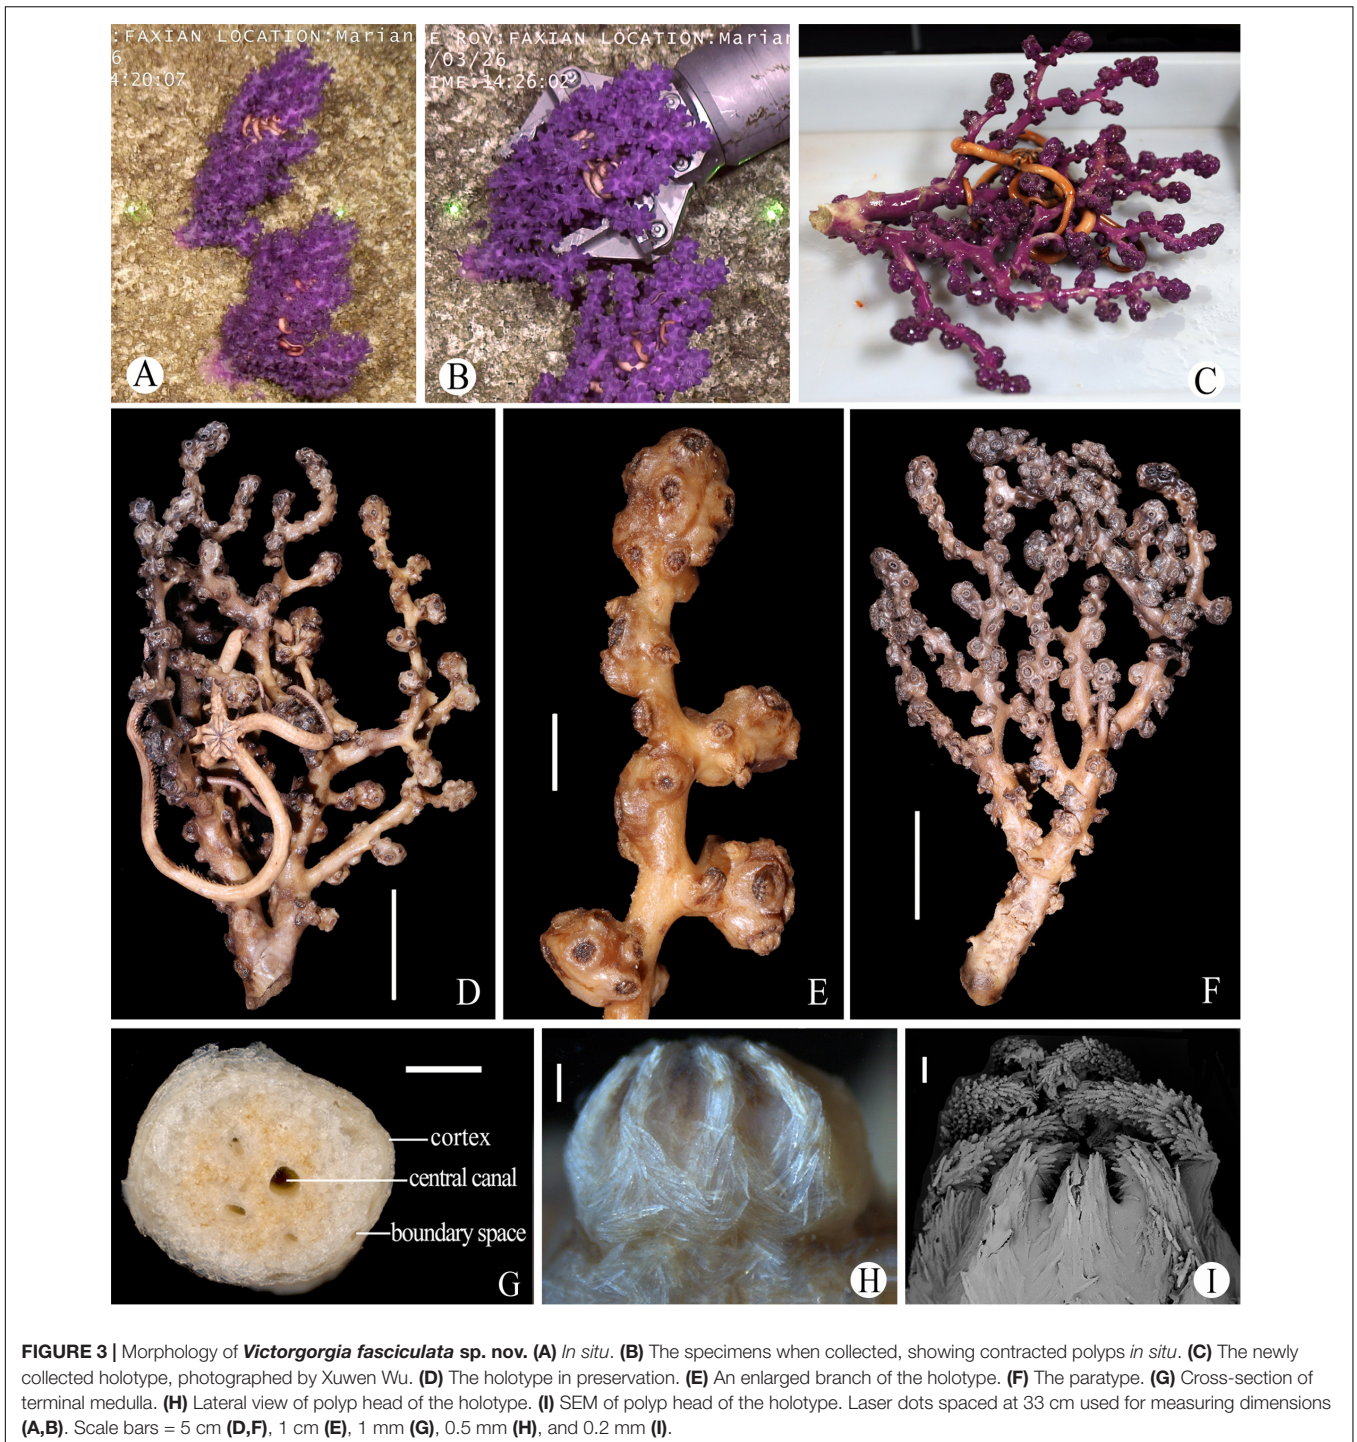 :FAXIAN LOCATION:Marian
6
4:20:07
A
E ROV:FAXIAN LOCATION:Marian
/03/26
TIME:14:26:02
B
C
D
E
F
cortex
central canal
boundary space
G
H
I
FIGURE 3 | Morphology of Victorgorgia fasciculata sp. nov. (A) In situ. (B) The specimens when collected, showing contracted polyps in situ. (C) The newly
collected holotype, photographed by Xuwen Wu. (D) The holotype in preservation. (E) An enlarged branch of the holotype. (F) The paratype. (G) Cross-section of
terminal medulla. (H) Lateral view of polyp head of the holotype. (I) SEM of polyp head of the holotype. Laser dots spaced at 33 cm used for measuring dimensions
(A,B). Scale bars = 5 cm (D,F), 1 cm (E), 1 mm (G), 0.5 mm (H), and 0.2 mm (I).